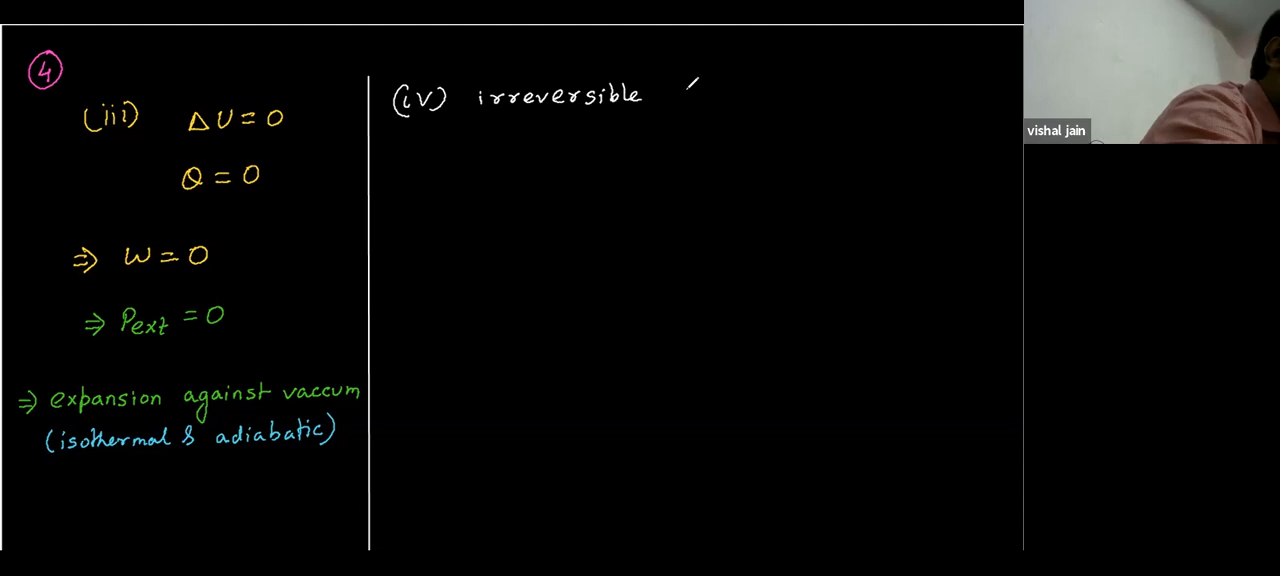 4
(iii) ΔU = 0
Q = 0
⇒ W = 0
⇒ Pext = 0
⇒ expansion against vaccum
(isothermal & adiabatic)
(iv) irreversible
vishal jain